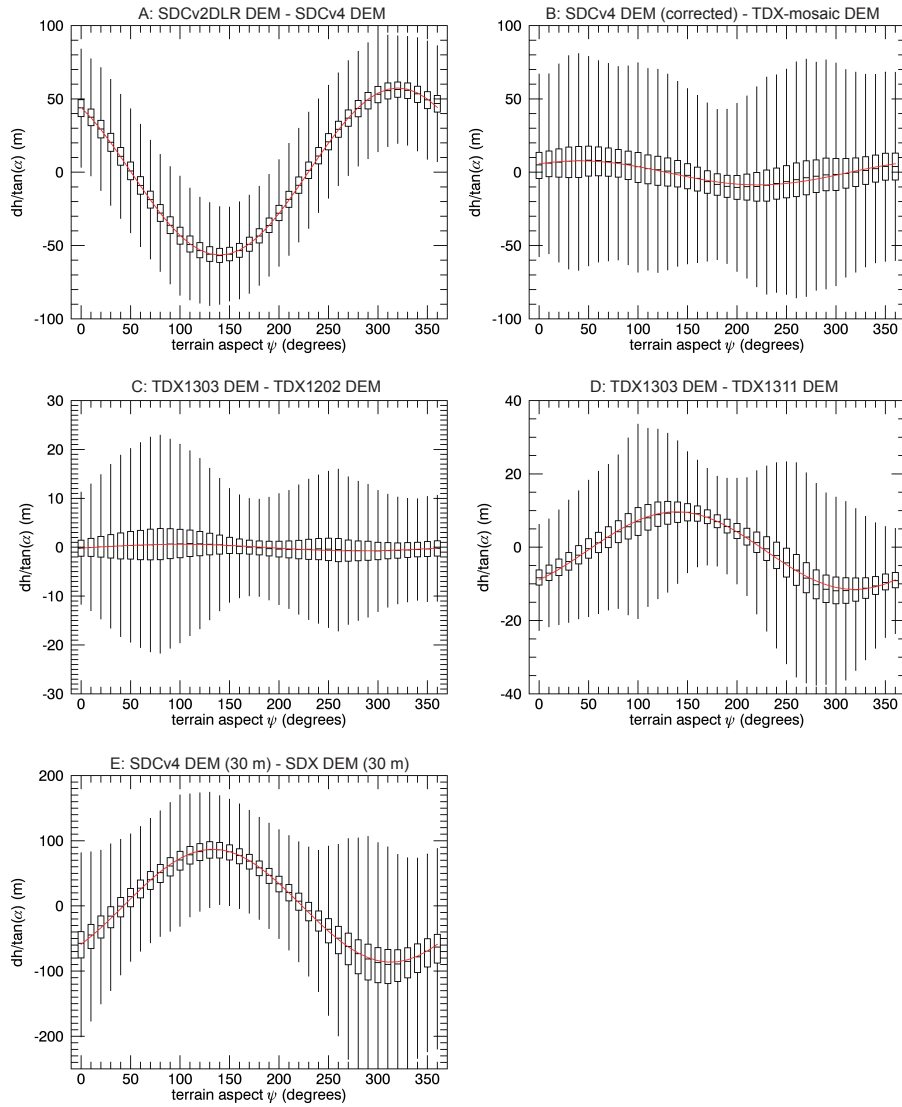 A: SDCv2DLR DEM - SDCv4 DEM
100
50
0
-50
-100
dh/tan(α) (m)
0 50 100 150 200 250 300 350
terrain aspect ψ (degrees)
B: SDCv4 DEM (corrected) - TDX-mosaic DEM
100
50
0
-50
-100
dh/tan(α) (m)
0 50 100 150 200 250 300 350
terrain aspect ψ (degrees)
C: TDX1303 DEM - TDX1202 DEM
30
20
10
0
-10
-20
-30
dh/tan(α) (m)
0 50 100 150 200 250 300 350
terrain aspect ψ (degrees)
D: TDX1303 DEM - TDX1311 DEM
40
20
0
-20
-40
dh/tan(α) (m)
0 50 100 150 200 250 300 350
terrain aspect ψ (degrees)
E: SDCv4 DEM (30 m) - SDX DEM (30 m)
200
100
0
-100
-200
dh/tan(α) (m)
0 50 100 150 200 250 300 350
terrain aspect ψ (degrees)